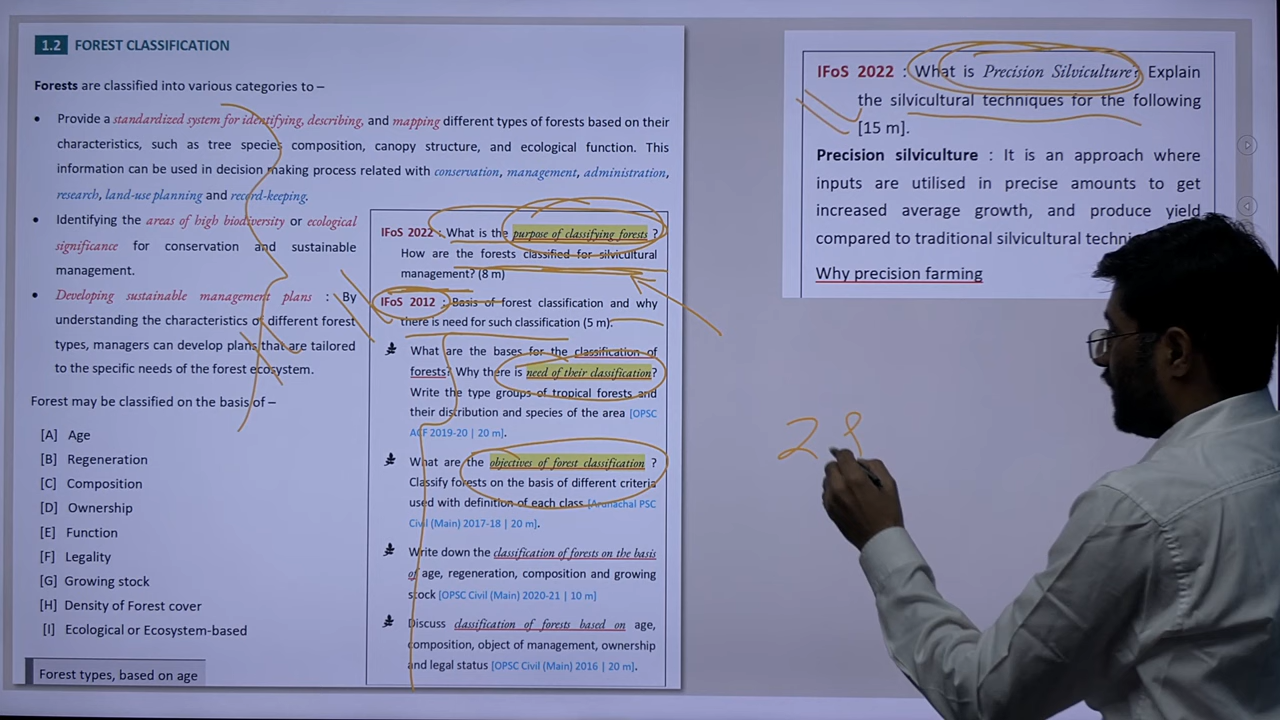 1.2 FOREST CLASSIFICATION
Forests are classified into various categories to –
• Provide a standardized system for identifying, describing, and mapping different types of forests based on their
characteristics, such as tree species composition, canopy structure, and ecological function. This
information can be used in decision making process related with conservation, management, administration,
research, land-use planning and record-keeping.
• Identifying the areas of high biodiversity or ecological
significance for conservation and sustainable
management.
• Developing sustainable management plans : By
understanding the characteristics of different forest
types, managers can develop plans that are tailored
to the specific needs of the forest ecosystem.
Forest may be classified on the basis of –
[A] Age
[B] Regeneration
[C] Composition
[D] Ownership
[E] Function
[F] Legality
[G] Growing stock
[H] Density of Forest cover
[I] Ecological or Ecosystem-based
Forest types, based on age
IFoS 2022 : What is the purpose of classifying forests ?
How are the forests classified for silvicultural
management? (8 m)
IFoS 2012 : Basis of forest classification and why
there is need for such classification (5 m).
What are the bases for the classification of
forests? Why there is need of their classification?
Write the type groups of tropical forests and
their distribution and species of the area [OPSC
ACF 2019-20 | 20 m].
What are the objectives of forest classification ?
Classify forests on the basis of different criteria
used with definition of each class [Arunachal PSC
Civil (Main) 2017-18 | 20 m].
Write down the classification of forests on the basis
of age, regeneration, composition and growing
stock [OPSC Civil (Main) 2020-21 | 10 m]
Discuss classification of forests based on age,
composition, object of management, ownership
and legal status [OPSC Civil (Main) 2016 | 20 m].
IFoS 2022 : What is Precision Silviculture? Explain
the silvicultural techniques for the following
[15 m].
Precision silviculture : It is an approach where
inputs are utilised in precise amounts to get
increased average growth, and produce yield
compared to traditional silvicultural
Why precision farming